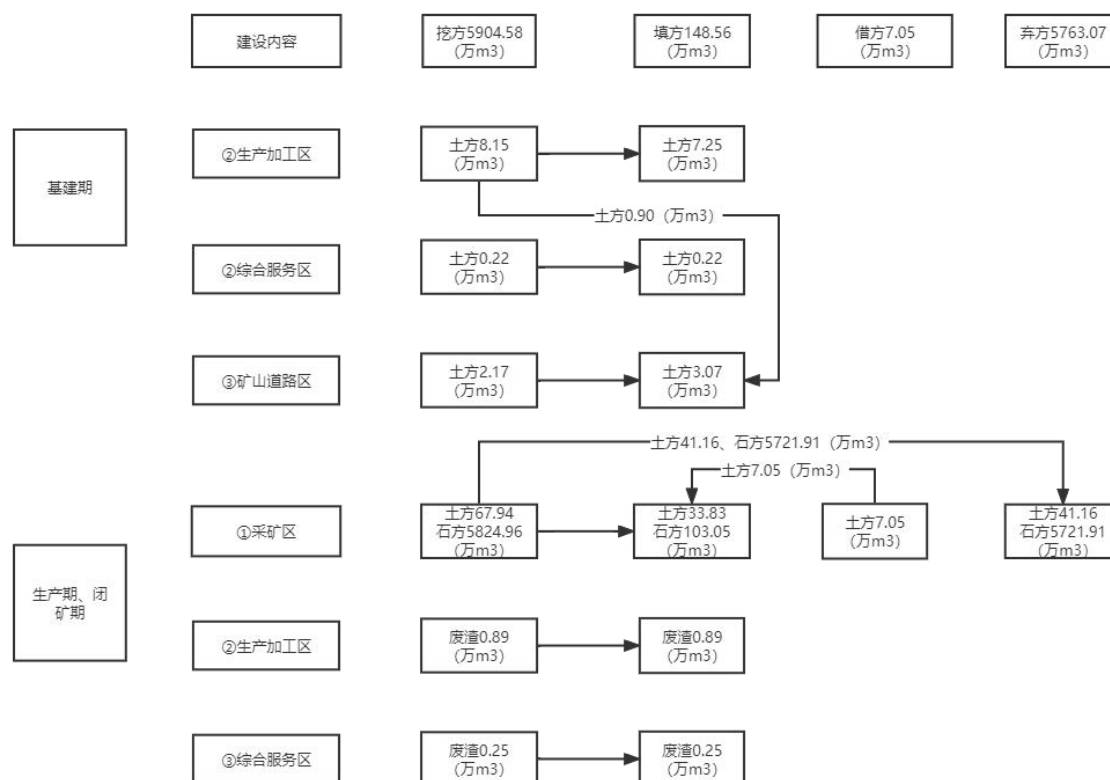 建设内容
挖方5904.58
(万m3)
填方148.56
(万m3)
借方7.05
(万m3)
弃方5763.07
(万m3)
基建期
②生产加工区
土方8.15
(万m3)
土方7.25
(万m3)
土方0.90（万m3）
②综合服务区
土方0.22
(万m3)
土方0.22
(万m3)
③矿山道路区
土方2.17
(万m3)
土方3.07
(万m3)
土方41.16、石方5721.91（万m3）
土方7.05（万m3）
生产期、闭
矿期
①采矿区
土方67.94
石方5824.96
(万m3)
土方33.83
石方103.05
(万m3)
土方7.05
(万m3)
土方41.16
石方5721.91
(万m3)
②生产加工区
废渣0.89
(万m3)
废渣0.89
(万m3)
③综合服务区
废渣0.25
(万m3)
废渣0.25
(万m3)